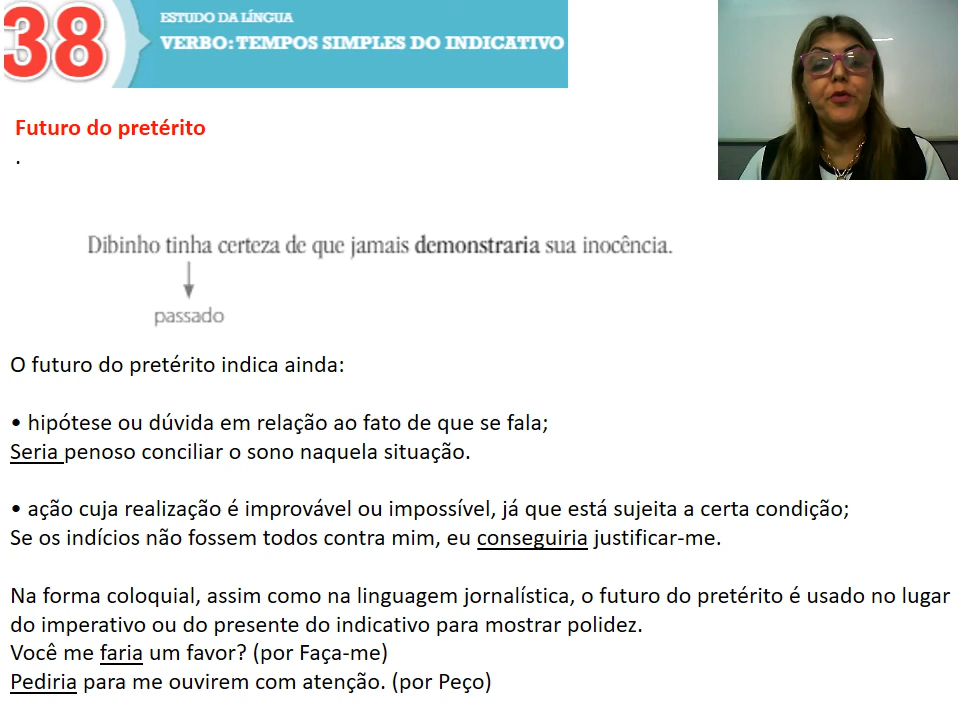 38
ESTUDO DA LÍNGUA
VERBO: TEMPOS SIMPLES DO INDICATIVO
Futuro do pretérito
.
Dibinho tinha certeza de que jamais demonstraria sua inocência.
passado
O futuro do pretérito indica ainda:
• hipótese ou dúvida em relação ao fato de que se fala;
Seria penoso conciliar o sono naquela situação.
• ação cuja realização é improvável ou impossível, já que está sujeita a certa condição;
Se os indícios não fossem todos contra mim, eu conseguiria justificar-me.
Na forma coloquial, assim como na linguagem jornalística, o futuro do pretérito é usado no lugar
do imperativo ou do presente do indicativo para mostrar polidez.
Você me faria um favor? (por Faça-me)
Pediria para me ouvirem com atenção. (por Peço)